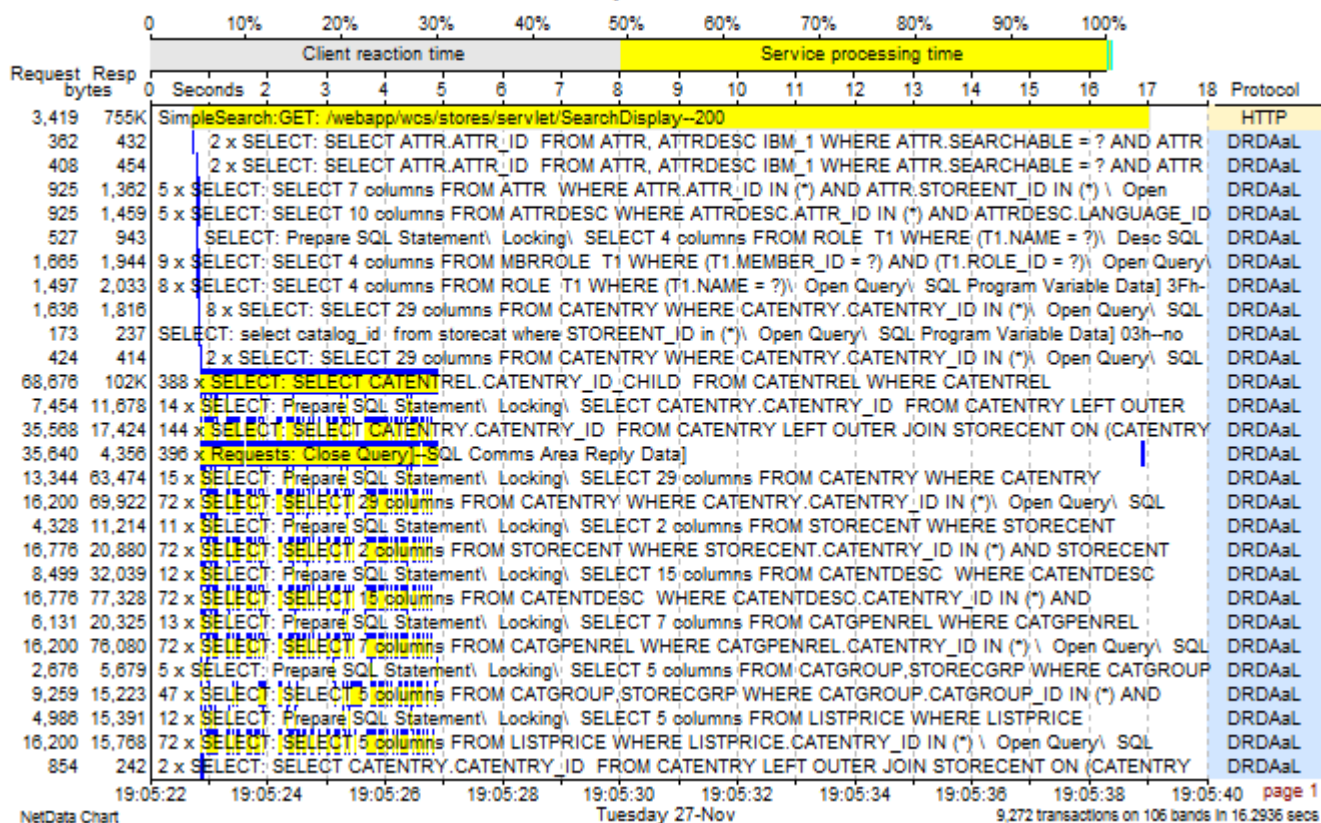 0 10% 20% 30% 40% 50% 60% 70% 80% 90% 100%
Client reaction time Service processing time
Request Resp
bytes 0 Seconds 2 3 4 5 6 7 8 9 10 11 12 13 14 15 16 17 18 Protocol
3,419 755K SimpleSearch:GET: /webapp/wcs/stores/servlet/SearchDisplay--200 HTTP
362 432 2 x SELECT: SELECT ATTR.ATTR_ID FROM ATTR, ATTRDESC IBM_1 WHERE ATTR.SEARCHABLE = ? AND ATTR DRDAaL
408 454 2 x SELECT: SELECT ATTR.ATTR_ID FROM ATTR, ATTRDESC IBM_1 WHERE ATTR.SEARCHABLE = ? AND ATTR DRDAaL
925 1,362 5 x SELECT: SELECT 7 columns FROM ATTR WHERE ATTR.ATTR_ID IN (*) AND ATTR.STOREENT_ID IN (*) \ Open DRDAaL
925 1,459 5 x SELECT: SELECT 10 columns FROM ATTRDESC WHERE ATTRDESC.ATTR_ID IN (*) AND ATTRDESC.LANGUAGE_ID DRDAaL
527 943 SELECT: Prepare SQL Statement\ Locking\ SELECT 4 columns FROM ROLE T1 WHERE (T1.NAME = ?)\ Desc SQL DRDAaL
1,665 1,944 9 x SELECT: SELECT 4 columns FROM MBRROLE T1 WHERE (T1.MEMBER_ID = ?) AND (T1.ROLE_ID = ?)\ Open Query\ DRDAaL
1,497 2,033 8 x SELECT: SELECT 4 columns FROM ROLE T1 WHERE (T1.NAME = ?)\ Open Query\ SQL Program Variable Data] 3Fh- DRDAaL
1,636 1,816 8 x SELECT: SELECT 29 columns FROM CATENTRY WHERE CATENTRY.CATENTRY_ID IN (*)\ Open Query\ SQL DRDAaL
173 237 SELECT: select catalog_id from storecat where STOREENT_ID in (*)\ Open Query\ SQL Program Variable Data] 03h--no DRDAaL
424 414 2 x SELECT: SELECT 29 columns FROM CATENTRY WHERE CATENTRY.CATENTRY_ID IN (*)\ Open Query\ SQL DRDAaL
68,676 102K 388 x SELECT: SELECT CATENTREL.CATENTRY_ID_CHILD FROM CATENTREL WHERE CATENTREL DRDAaL
7,454 11,678 14 x SELECT: Prepare SQL Statement\ Locking\ SELECT CATENTRY.CATENTRY_ID FROM CATENTRY LEFT OUTER DRDAaL
35,568 17,424 144 x SELECT: SELECT CATENTRY.CATENTRY_ID FROM CATENTRY LEFT OUTER JOIN STORECENT ON (CATENTRY DRDAaL
35,640 4,356 396 x Requests: Close Query]--SQL Comms Area Reply Data] DRDAaL
13,344 63,474 15 x SELECT: Prepare SQL Statement\ Locking\ SELECT 29 columns FROM CATENTRY WHERE CATENTRY DRDAaL
16,200 69,922 72 x SELECT: SELECT 29 columns FROM CATENTRY WHERE CATENTRY.CATENTRY_ID IN (*)\ Open Query\ SQL DRDAaL
4,328 11,214 11 x SELECT: Prepare SQL Statement\ Locking\ SELECT 2 columns FROM STORECENT WHERE STORECENT DRDAaL
16,776 20,880 72 x SELECT: SELECT 2 columns FROM STORECENT WHERE STORECENT.CATENTRY_ID IN (*) AND STORECENT DRDAaL
8,499 32,039 12 x SELECT: Prepare SQL Statement\ Locking\ SELECT 15 columns FROM CATENTDESC WHERE CATENTDESC DRDAaL
16,776 77,328 72 x SELECT: SELECT 15 columns FROM CATENTDESC WHERE CATENTDESC.CATENTRY_ID IN (*) AND DRDAaL
6,131 20,325 13 x SELECT: Prepare SQL Statement\ Locking\ SELECT 7 columns FROM CATGPENREL WHERE CATGPENREL DRDAaL
16,200 76,080 72 x SELECT: SELECT 7 columns FROM CATGPENREL WHERE CATGPENREL.CATENTRY_ID IN (*) \ Open Query\ SQL DRDAaL
2,676 5,679 5 x SELECT: Prepare SQL Statement\ Locking\ SELECT 5 columns FROM CATGROUP,STORECGRP WHERE CATGROUP DRDAaL
9,259 15,223 47 x SELECT: SELECT 5 columns FROM CATGROUP,STORECGRP WHERE CATGROUP.CATGROUP_ID IN (*) AND DRDAaL
4,986 15,391 12 x SELECT: Prepare SQL Statement\ Locking\ SELECT 5 columns FROM LISTPRICE WHERE LISTPRICE DRDAaL
16,200 15,768 72 x SELECT: SELECT 5 columns FROM LISTPRICE WHERE LISTPRICE.CATENTRY_ID IN (*) \ Open Query\ SQL DRDAaL
854 242 2 x SELECT: SELECT CATENTRY.CATENTRY_ID FROM CATENTRY LEFT OUTER JOIN STORECENT ON (CATENTRY DRDAaL
19:05:22 19:05:24 19:05:26 19:05:28 19:05:30 19:05:32 19:05:34 19:05:36 19:05:38 19:05:40 page 1
NetData Chart Tuesday 27-Nov 9,272 transactions on 106 bands in 16.2936 secs